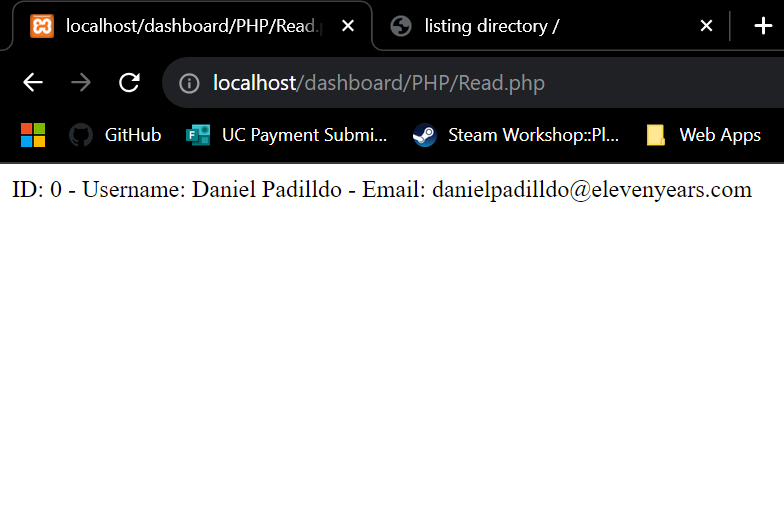 localhost/dashboard/PHP/Read.p
listing directory /
localhost/dashboard/PHP/Read.php
GitHub
UC Payment Submi...
Steam Workshop::Pl...
Web Apps
ID: 0 - Username: Daniel Padilldo - Email: danielpadilldo@elevenyears.com